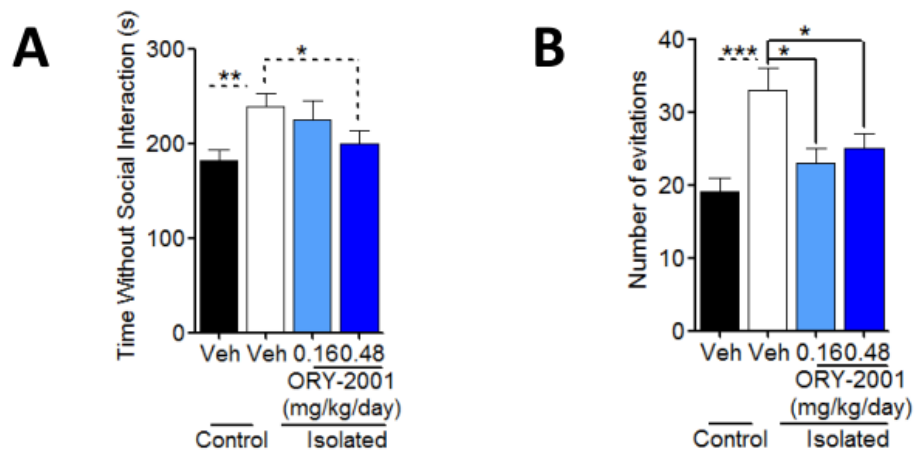 A
Time Without Social Interaction (s)
300
200
100
0
**
*
Veh Veh 0.16 0.48
ORY-2001
(mg/kg/day)
Control Isolated
B
Number of evitations
40
30
20
10
0
***
*
*
Veh Veh 0.16 0.48
ORY-2001
(mg/kg/day)
Control Isolated